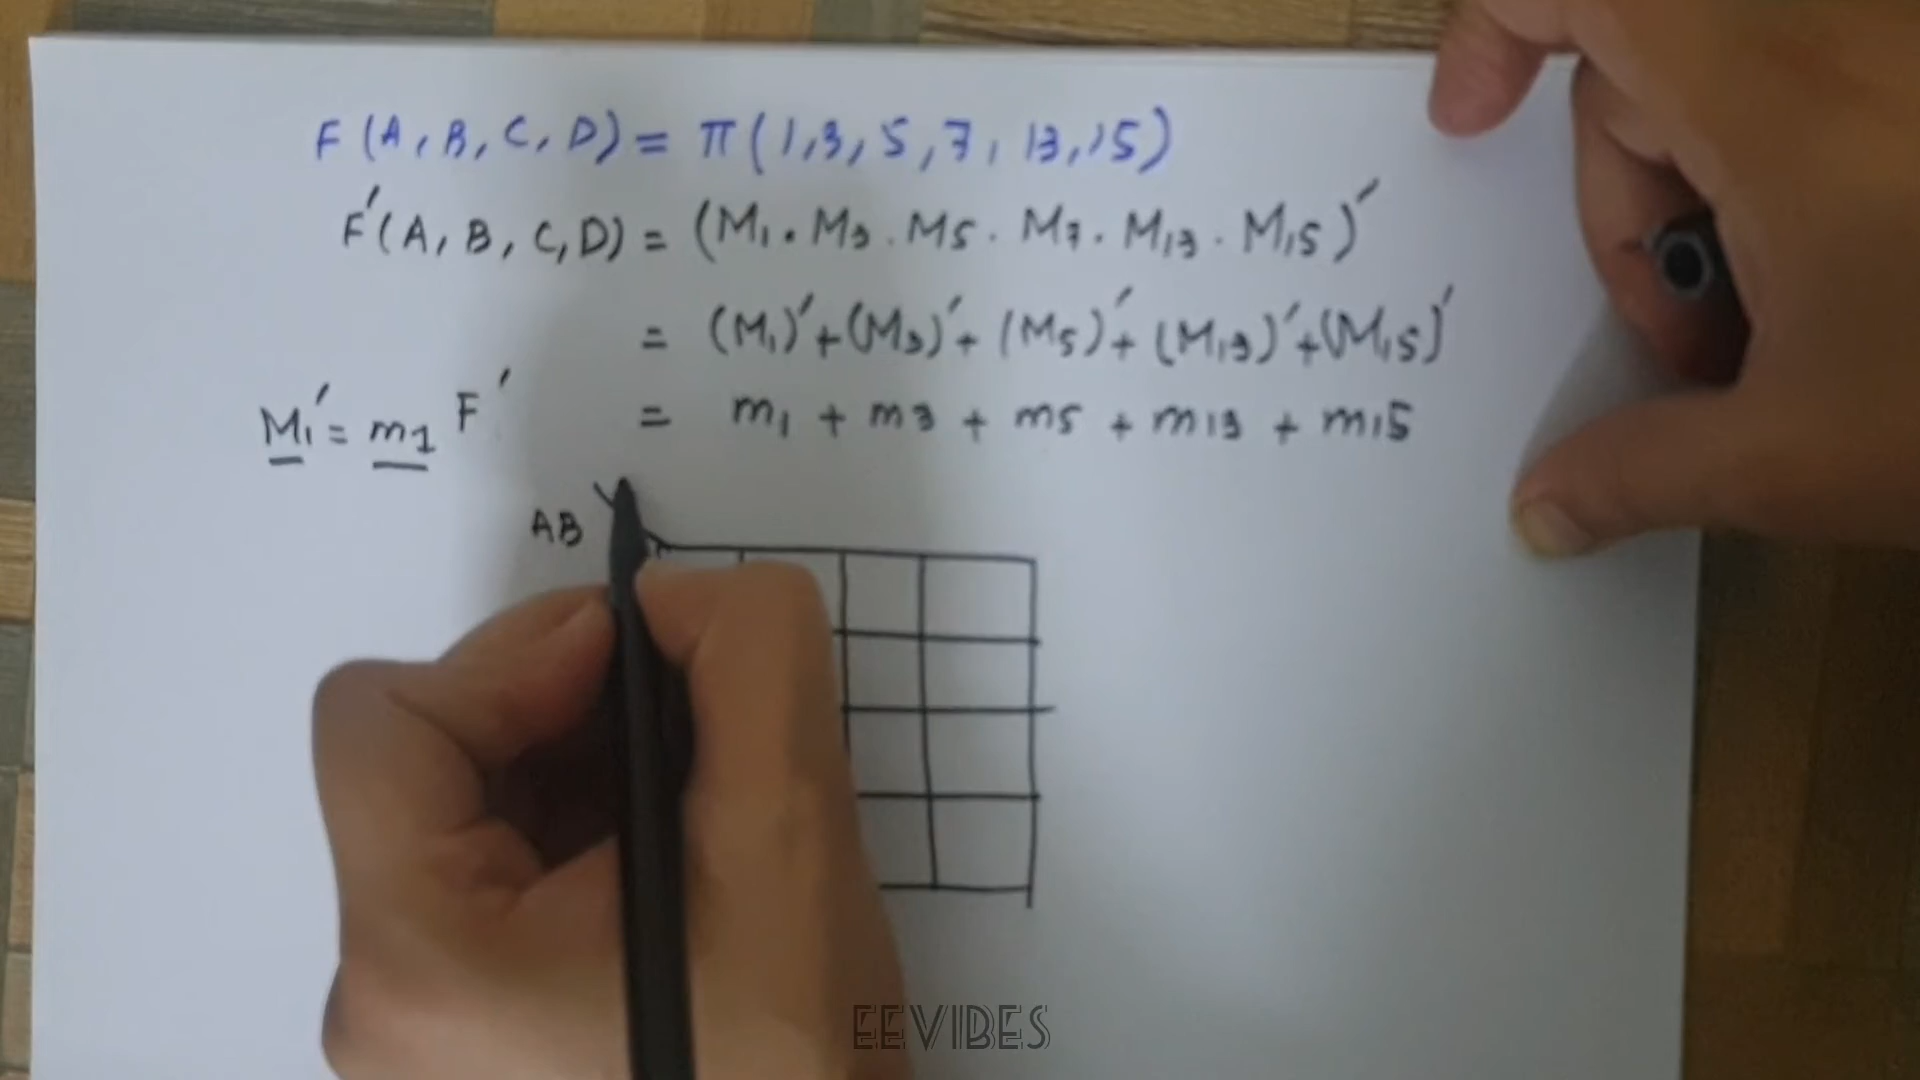 F (A, B, C, D) = π (1,3, 5, 7, 13, 15)
F'(A, B, C, D) = (M1 . M3 . M5 . M7 . M13 . M15)'
= (M1)' + (M3)' + (M5)' + (M13)' + (M15)'
M1' = m1 F' = m1 + m3 + m5 + m13 + m15
AB
EEVIBES